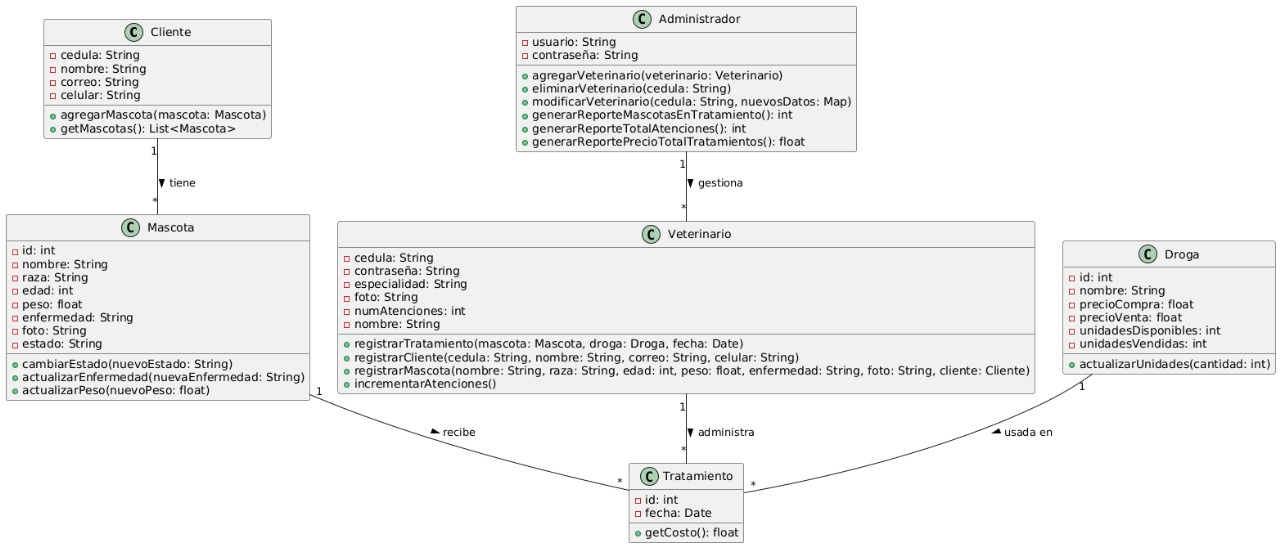 C Cliente
cedula: String
nombre: String
correo: String
celular: String
agregarMascota(mascota: Mascota)
getMascotas(): List<Mascota>
C Administrador
usuario: String
contraseña: String
agregarVeterinario(veterinario: Veterinario)
eliminarVeterinario(cedula: String)
modificarVeterinario(cedula: String, nuevosDatos: Map)
generarReporteMascotasEnTratamiento(): int
generarReporteTotalAtenciones(): int
generarReportePrecioTotalTratamientos(): float
1
tiene
*
1
gestiona
*
C Mascota
id: int
nombre: String
raza: String
edad: int
peso: float
enfermedad: String
foto: String
estado: String
cambiarEstado(nuevoEstado: String)
actualizarEnfermedad(nuevaEnfermedad: String)
actualizarPeso(nuevoPeso: float)
C Veterinario
cedula: String
contraseña: String
especialidad: String
foto: String
numAtenciones: int
nombre: String
registrarTratamiento(mascota: Mascota, droga: Droga, fecha: Date)
registrarCliente(cedula: String, nombre: String, correo: String, celular: String)
registrarMascota(nombre: String, raza: String, edad: int, peso: float, enfermedad: String, foto: String, cliente: Cliente)
incrementarAtenciones()
C Droga
id: int
nombre: String
precioCompra: float
precioVenta: float
unidadesDisponibles: int
unidadesVendidas: int
actualizarUnidades(cantidad: int)
1
recibe
*
1
administra
*
1
usada en
*
C Tratamiento
id: int
fecha: Date
getCosto(): float